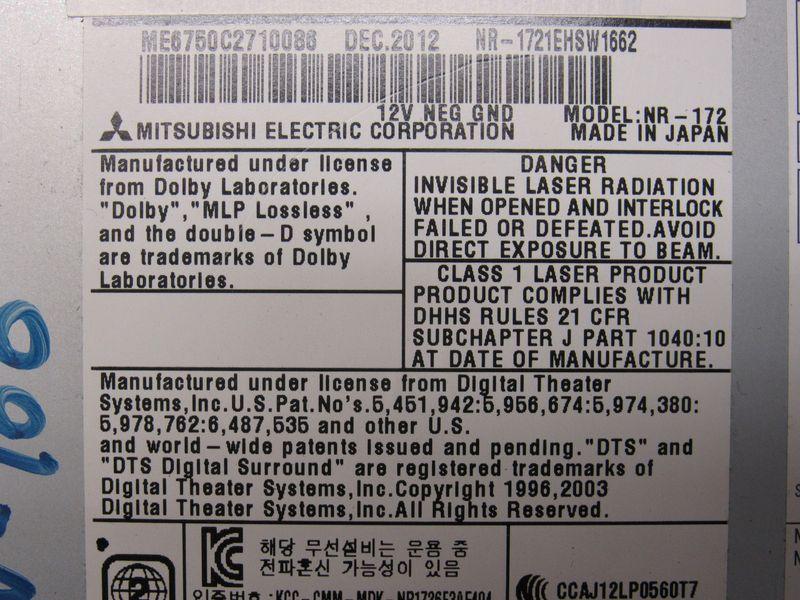 ME6750C2710086 DEC.2012 NR-1721EHSW1662
12V NEG GND MODEL:NR-172
MITSUBISHI ELECTRIC CORPORATION MADE IN JAPAN
Manufactured under license
from Dolby Laboratories.
"Dolby","MLP Lossless",
and the double-D symbol
are trademarks of Dolby
Laboratories.
DANGER
INVISIBLE LASER RADIATION
WHEN OPENED AND INTERLOCK
FAILED OR DEFEATED.AVOID
DIRECT EXPOSURE TO BEAM.
CLASS 1 LASER PRODUCT
PRODUCT COMPLIES WITH
DHHS RULES 21 CFR
SUBCHAPTER J PART 1040:10
AT DATE OF MANUFACTURE.
Manufactured under license from Digital Theater
Systems,Inc.U.S.Pat.No's.5,451,942:5,956,674:5,974,380:
5,978,762:6,487,535 and other U.S.
and world-wide patents issued and pending."DTS" and
"DTS Digital Surround" are registered trademarks of
Digital Theater Systems,Inc.Copyright 1996,2003
Digital Theater Systems,Inc.All Rights Reserved.
해당 무선설비는 운용 중
전파혼신 가능성이 있음
인증번호:
CCAJ12LP0560T7